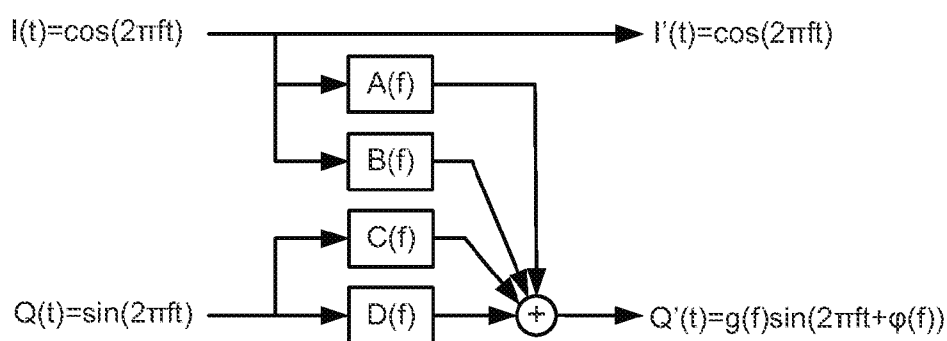 I(t)=cos(2πft)
I'(t)=cos(2πft)
A(f)
B(f)
C(f)
Q(t)=sin(2πft)
D(f)
+
Q'(t)=g(f)sin(2πft+φ(f))